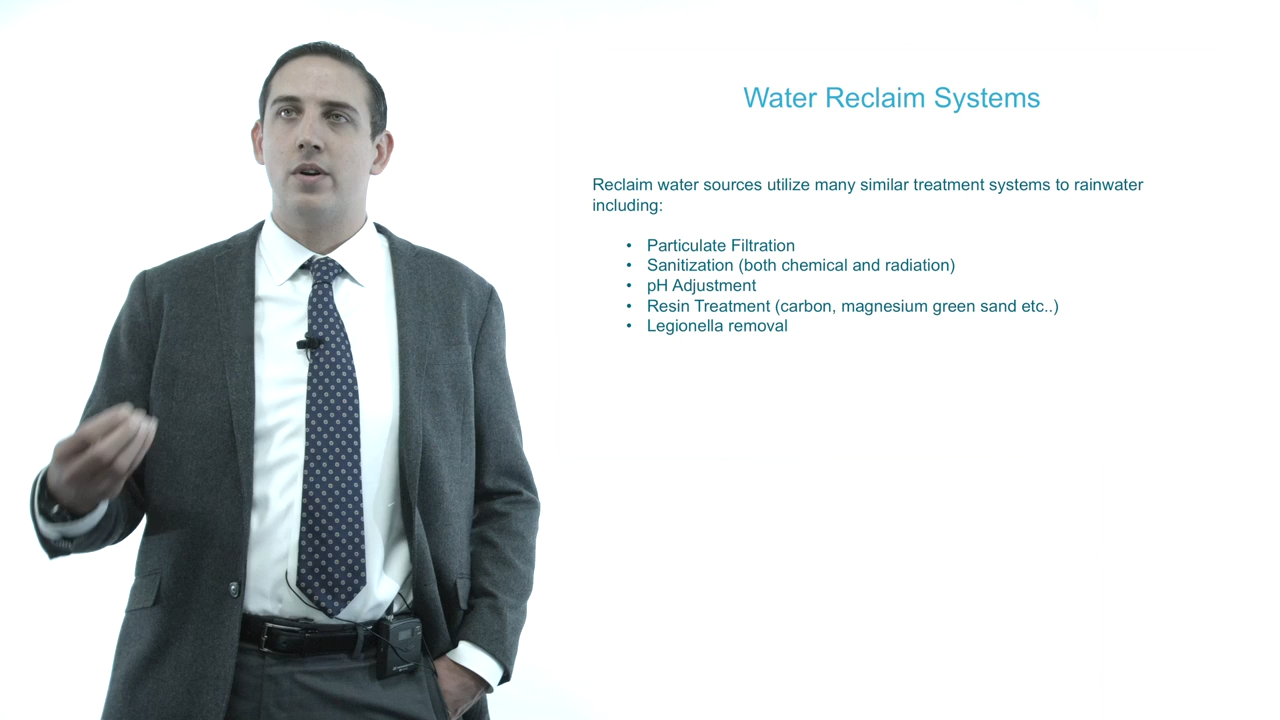 Water Reclaim Systems
Reclaim water sources utilize many similar treatment systems to rainwater
including:
• Particulate Filtration
• Sanitization (both chemical and radiation)
• pH Adjustment
• Resin Treatment (carbon, magnesium green sand etc..)
• Legionella removal